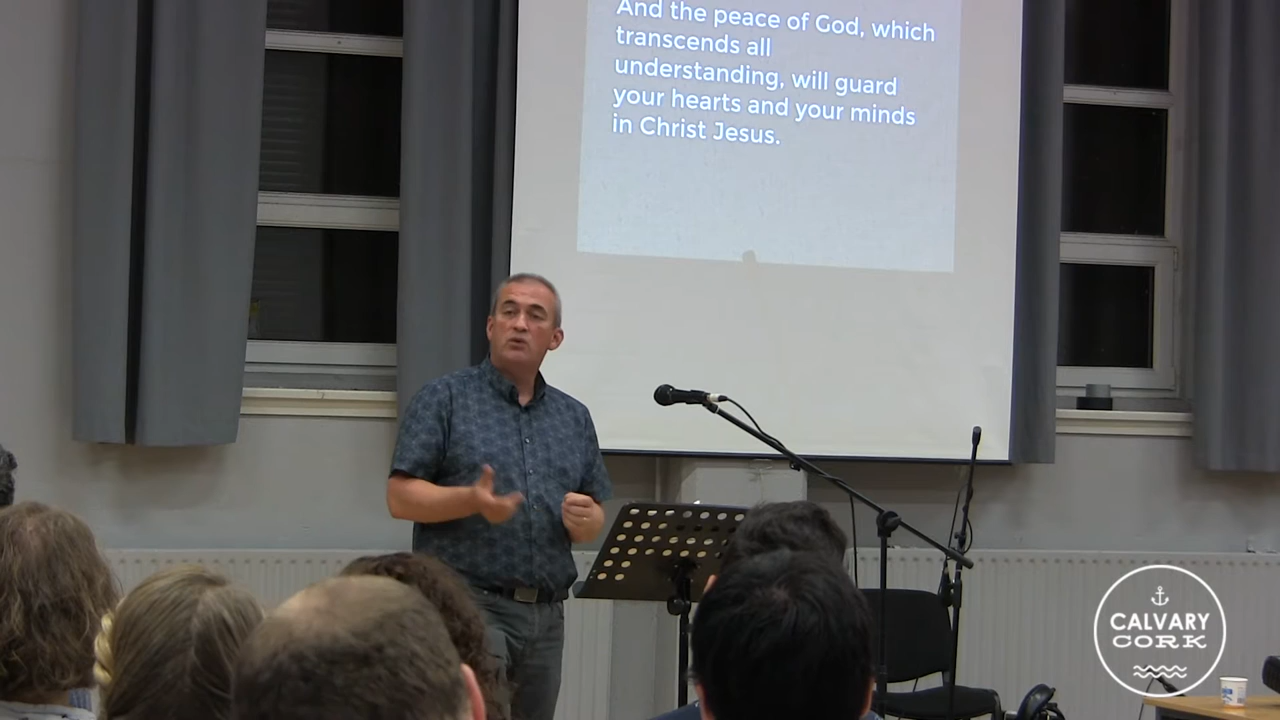 And the peace of God, which
transcends all
understanding, will guard
your hearts and your minds
in Christ Jesus.
CALVARY
CORK